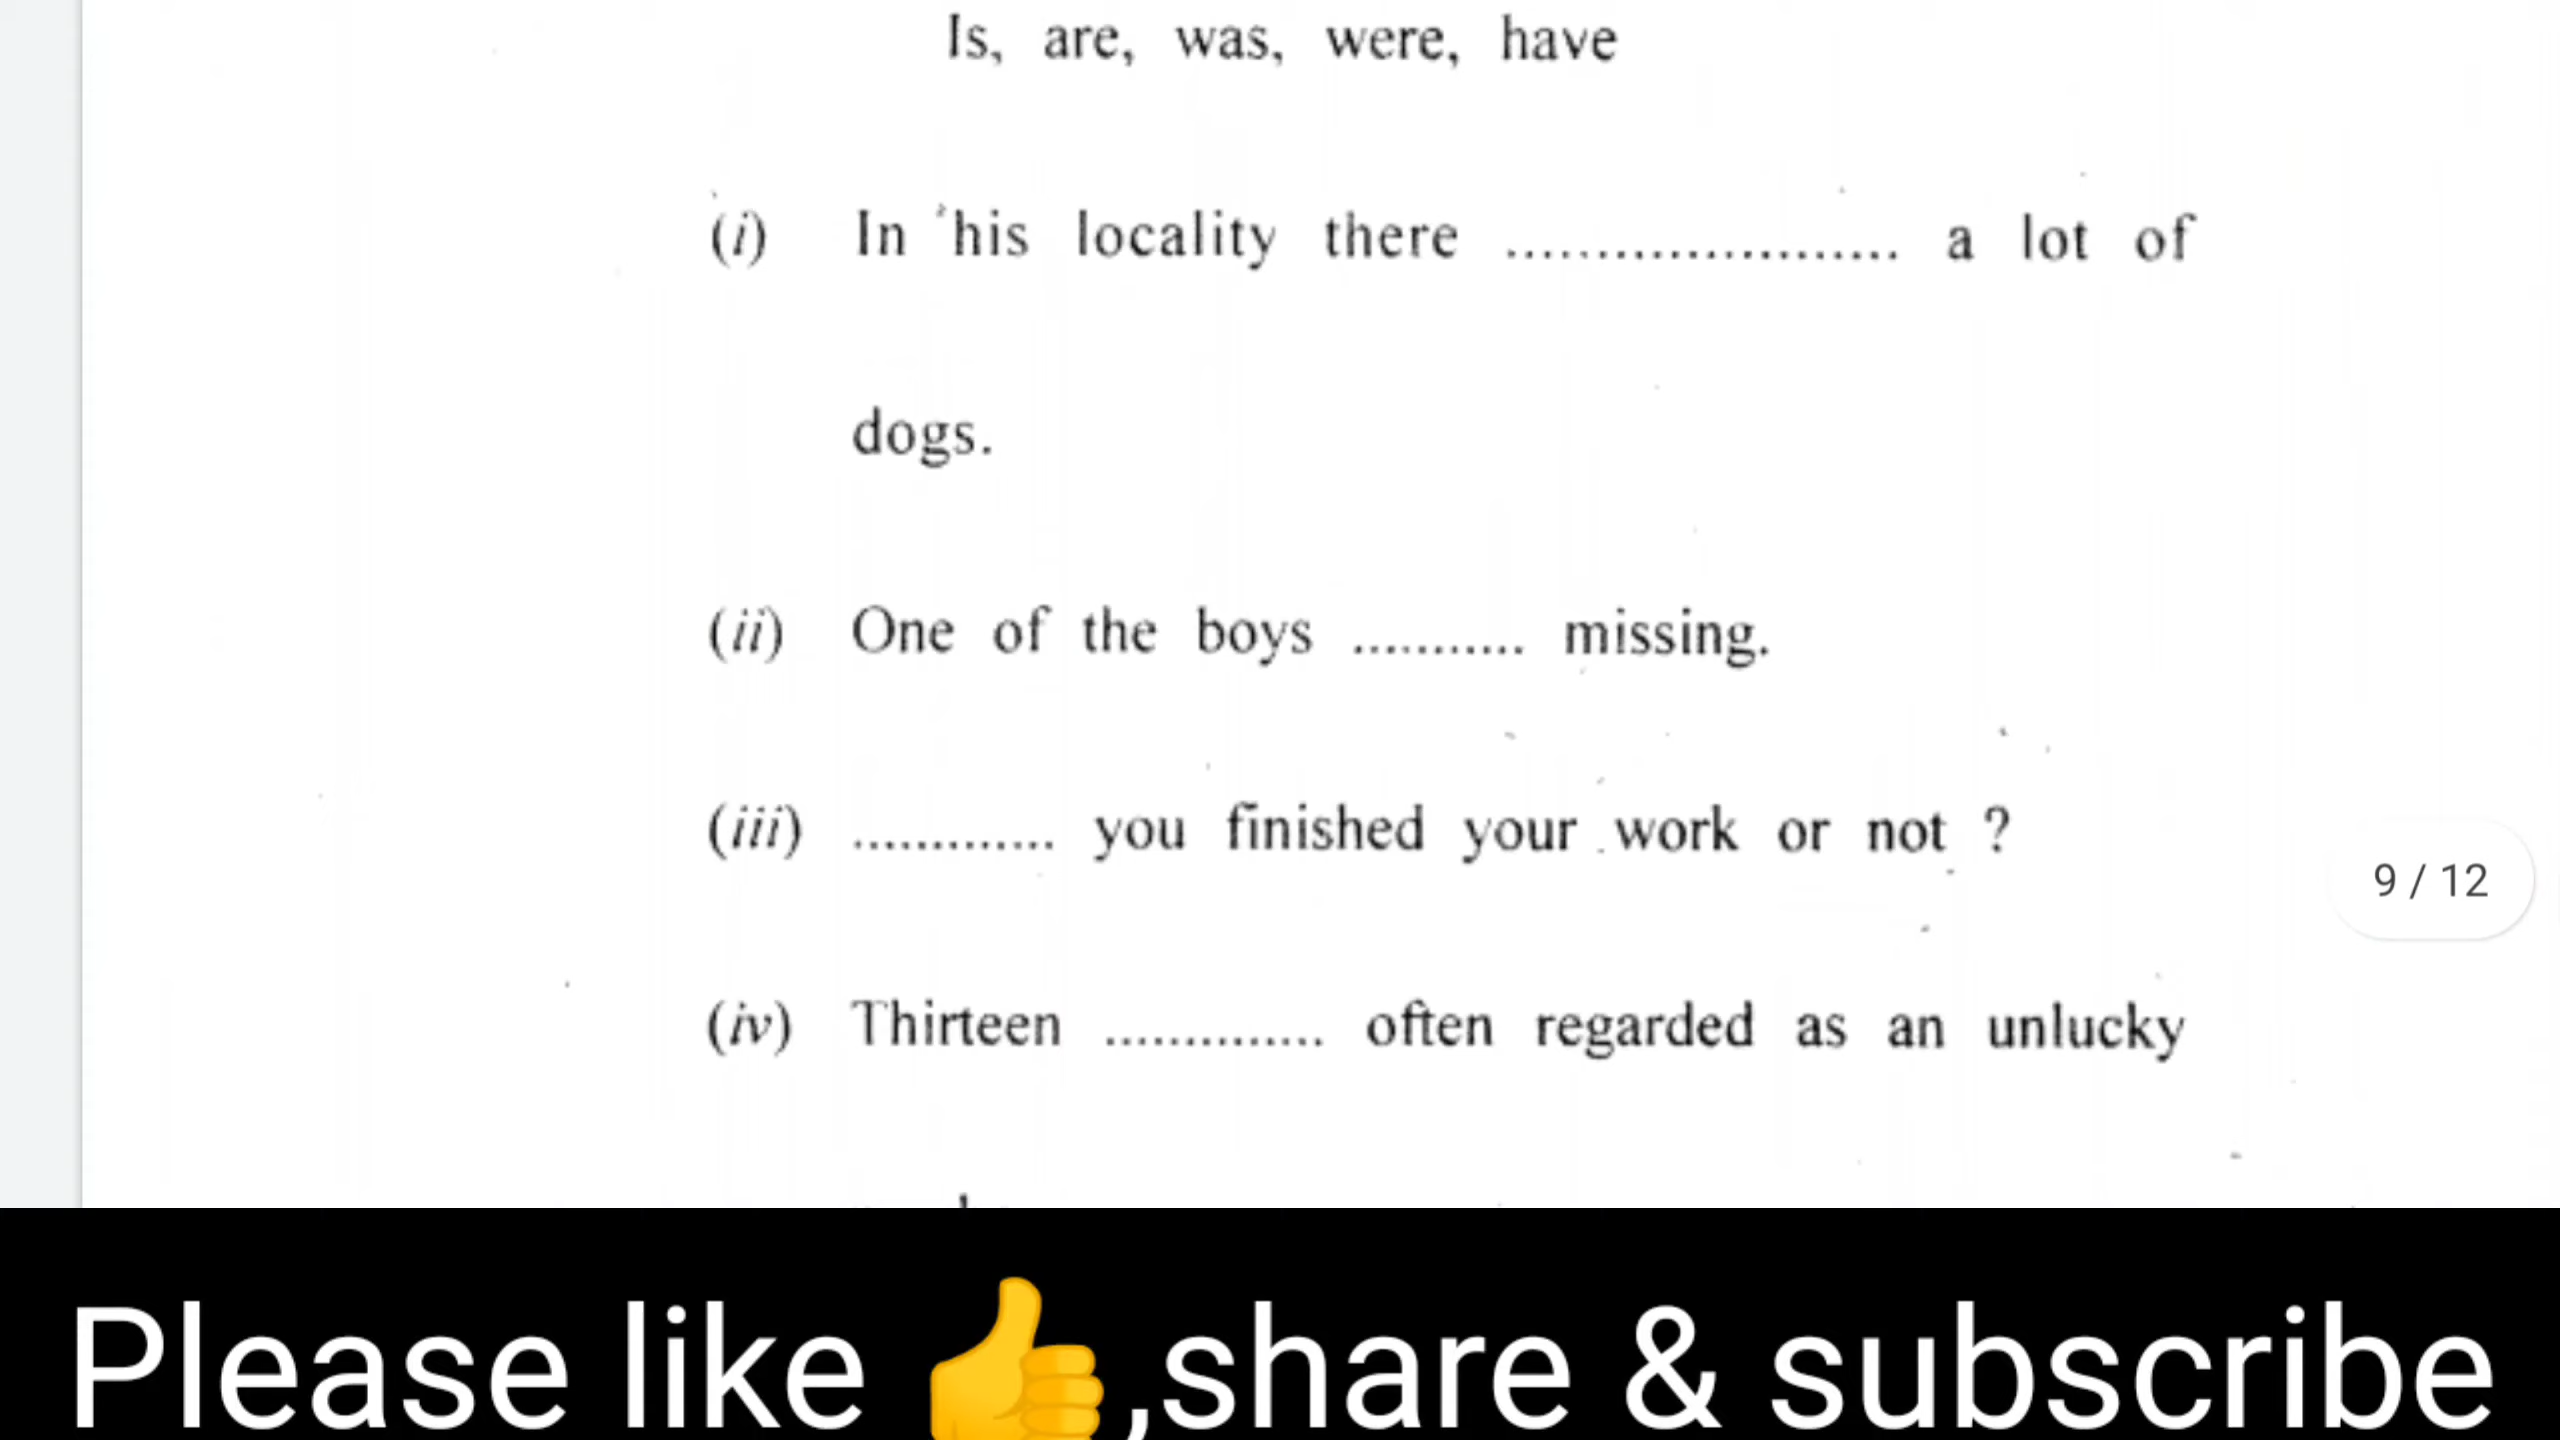 Is, are, was, were, have
(i) In his locality there ...................... a lot of
dogs.
(ii) One of the boys ........... missing.
(iii) ............. you finished your work or not ?
9 / 12
(iv) Thirteen .............. often regarded as an unlucky
Please like 👍,share & subscribe